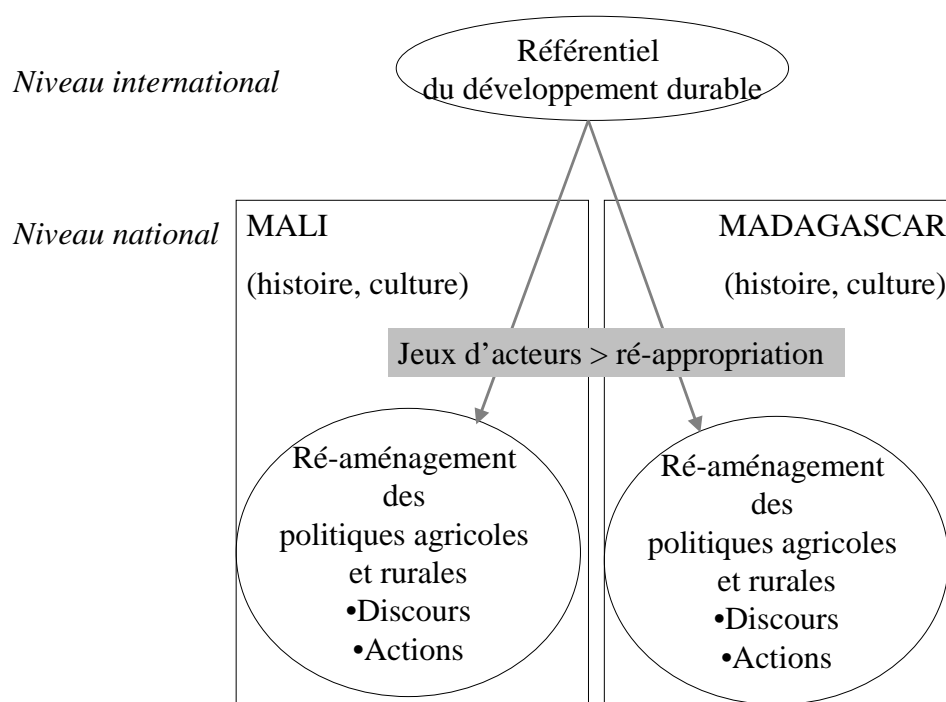 Référentiel
du développement durable
Niveau international
Niveau national
MALI
(histoire, culture)
MADAGASCAR
(histoire, culture)
Jeux d’acteurs > ré-appropriation
Ré-aménagement
des
politiques agricoles
et rurales
•Discours
•Actions
Ré-aménagement
des
politiques agricoles
et rurales
•Discours
•Actions